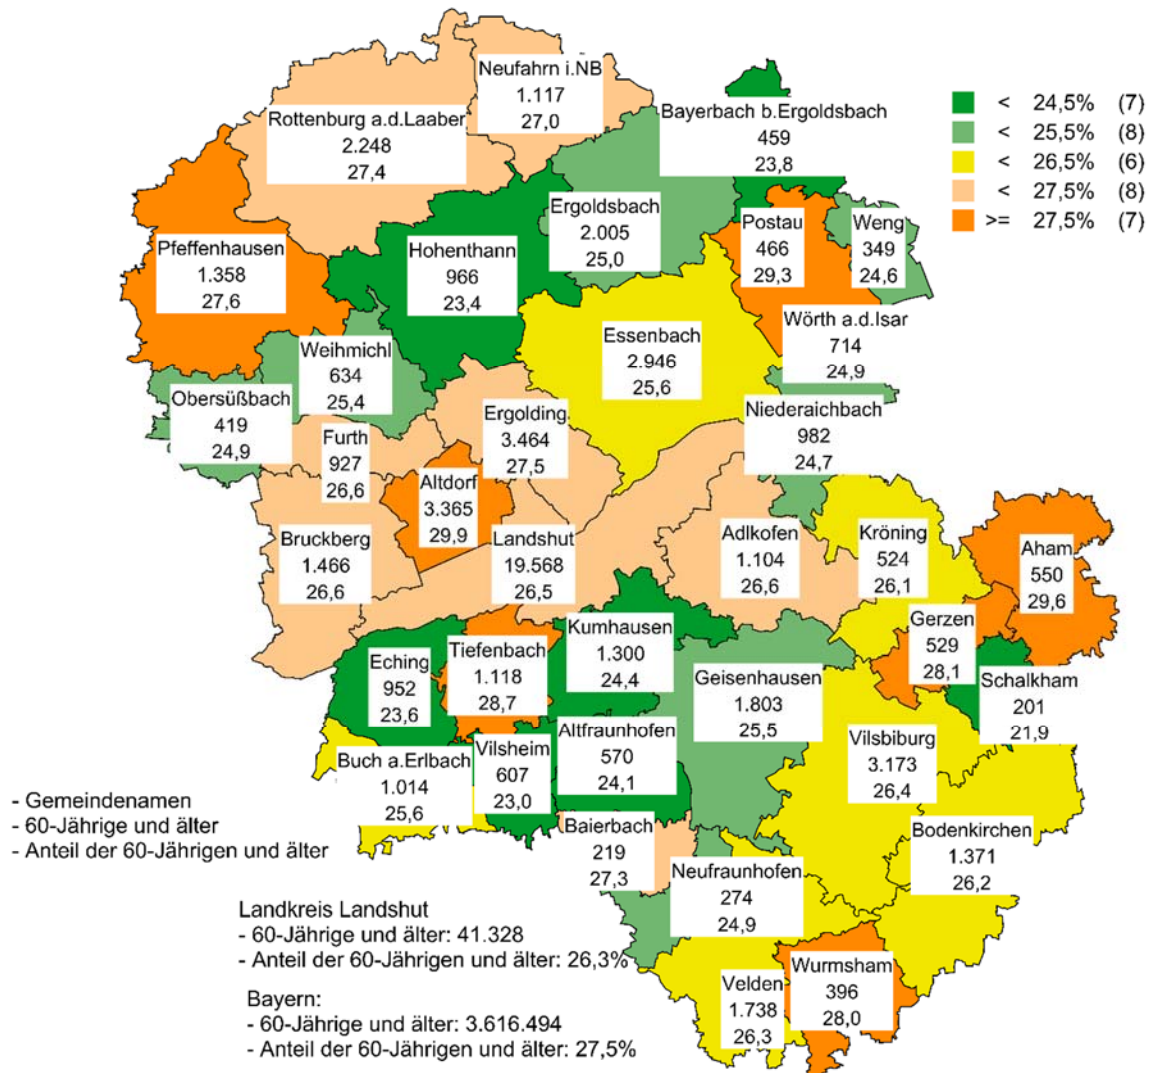 Neufahrn i.NB
1.117
27,0
Rottenburg a.d.Laaber
2.248
27,4
Bayerbach b.Ergoldsbach
459
23,8
< 24,5% (7)
< 25,5% (8)
< 26,5% (6)
< 27,5% (8)
>= 27,5% (7)
Pfeffenhausen
1.358
27,6
Hohenthann
966
23,4
Ergoldsbach
2.005
25,0
Postau
466
29,3
Weng
349
24,6
Wörth a.d.Isar
714
24,9
Essenbach
2.946
25,6
Weihmichl
634
25,4
Obersüßbach
419
24,9
Furth
927
26,6
Ergolding
3.464
27,5
Niederaichbach
982
24,7
Altdorf
3.365
29,9
Bruckberg
1.466
26,6
Landshut
19.568
26,5
Adlkofen
1.104
26,6
Kröning
524
26,1
Aham
550
29,6
Gerzen
529
28,1
Schalkham
201
21,9
Kumhausen
1.300
24,4
Tiefenbach
1.118
28,7
Eching
952
23,6
Geisenhausen
1.803
25,5
Altfraunhofen
570
24,1
Vilsbiburg
3.173
26,4
Buch a.Erlbach
1.014
25,6
Vilsheim
607
23,0
Baierbach
219
27,3
Bodenkirchen
1.371
26,2
Neufraunhofen
274
24,9
Velden
1.738
26,3
Wurmsham
396
28,0
- Gemeindenamen
- 60-Jährige und älter
- Anteil der 60-Jährigen und älter
Landkreis Landshut
- 60-Jährige und älter: 41.328
- Anteil der 60-Jährigen und älter: 26,3%
Bayern:
- 60-Jährige und älter: 3.616.494
- Anteil der 60-Jährigen und älter: 27,5%